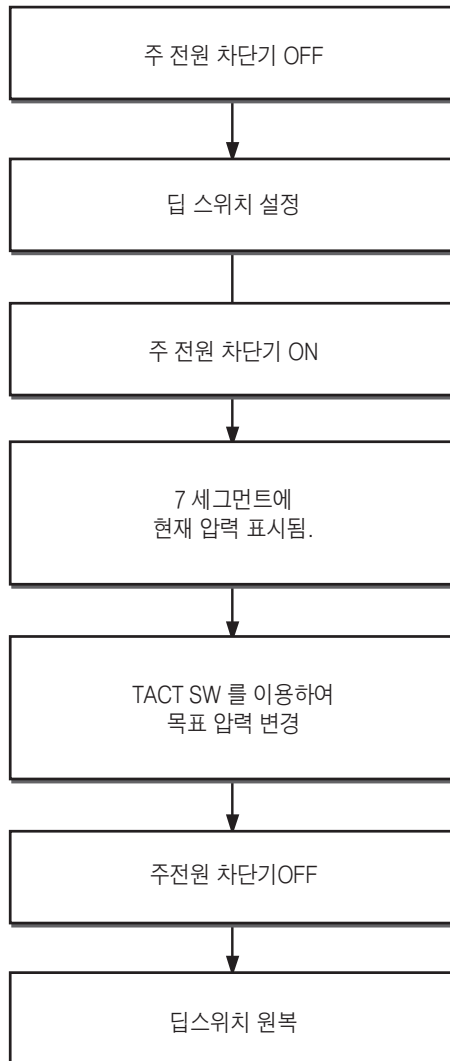 주 전원 차단기 OFF
딥 스위치 설정
주 전원 차단기 ON
7 세그먼트에
현재 압력 표시됨.
TACT SW 를 이용하여
목표 압력 변경
주전원 차단기OFF
딥스위치 원복